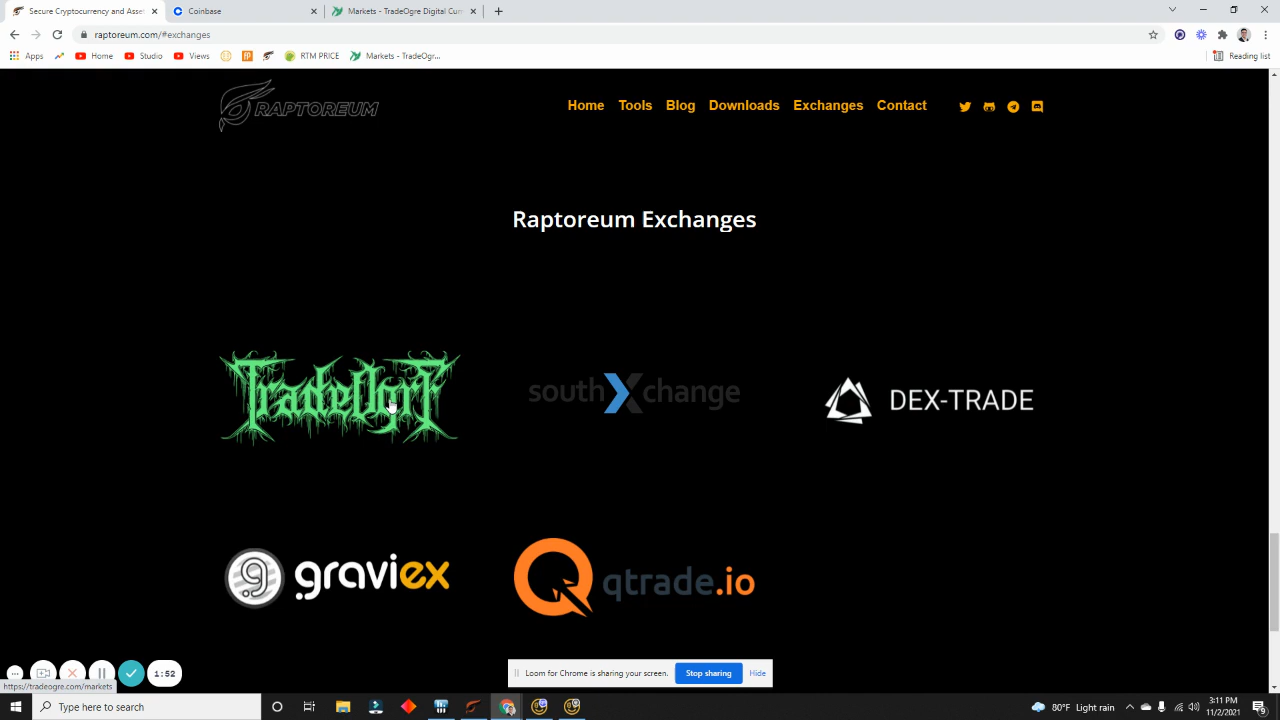 Secure Cryptocurrency and Asset
Coinbase
Markets - TradeOgre Digital Curr
raptoreum.com/#exchanges
Apps
Home
Studio
Views
RTM PRICE
Markets - TradeOgr...
Reading list
RAPTOREUM
Home
Tools
Blog
Downloads
Exchanges
Contact
Raptoreum Exchanges
TradeOgre
southXchange
DEX-TRADE
graviex
qtrade.io
1:52
Loom for Chrome is sharing your screen.
Stop sharing
Hide
https://tradeogre.com/markets
Type here to search
80°F Light rain
3:11 PM
11/2/2021